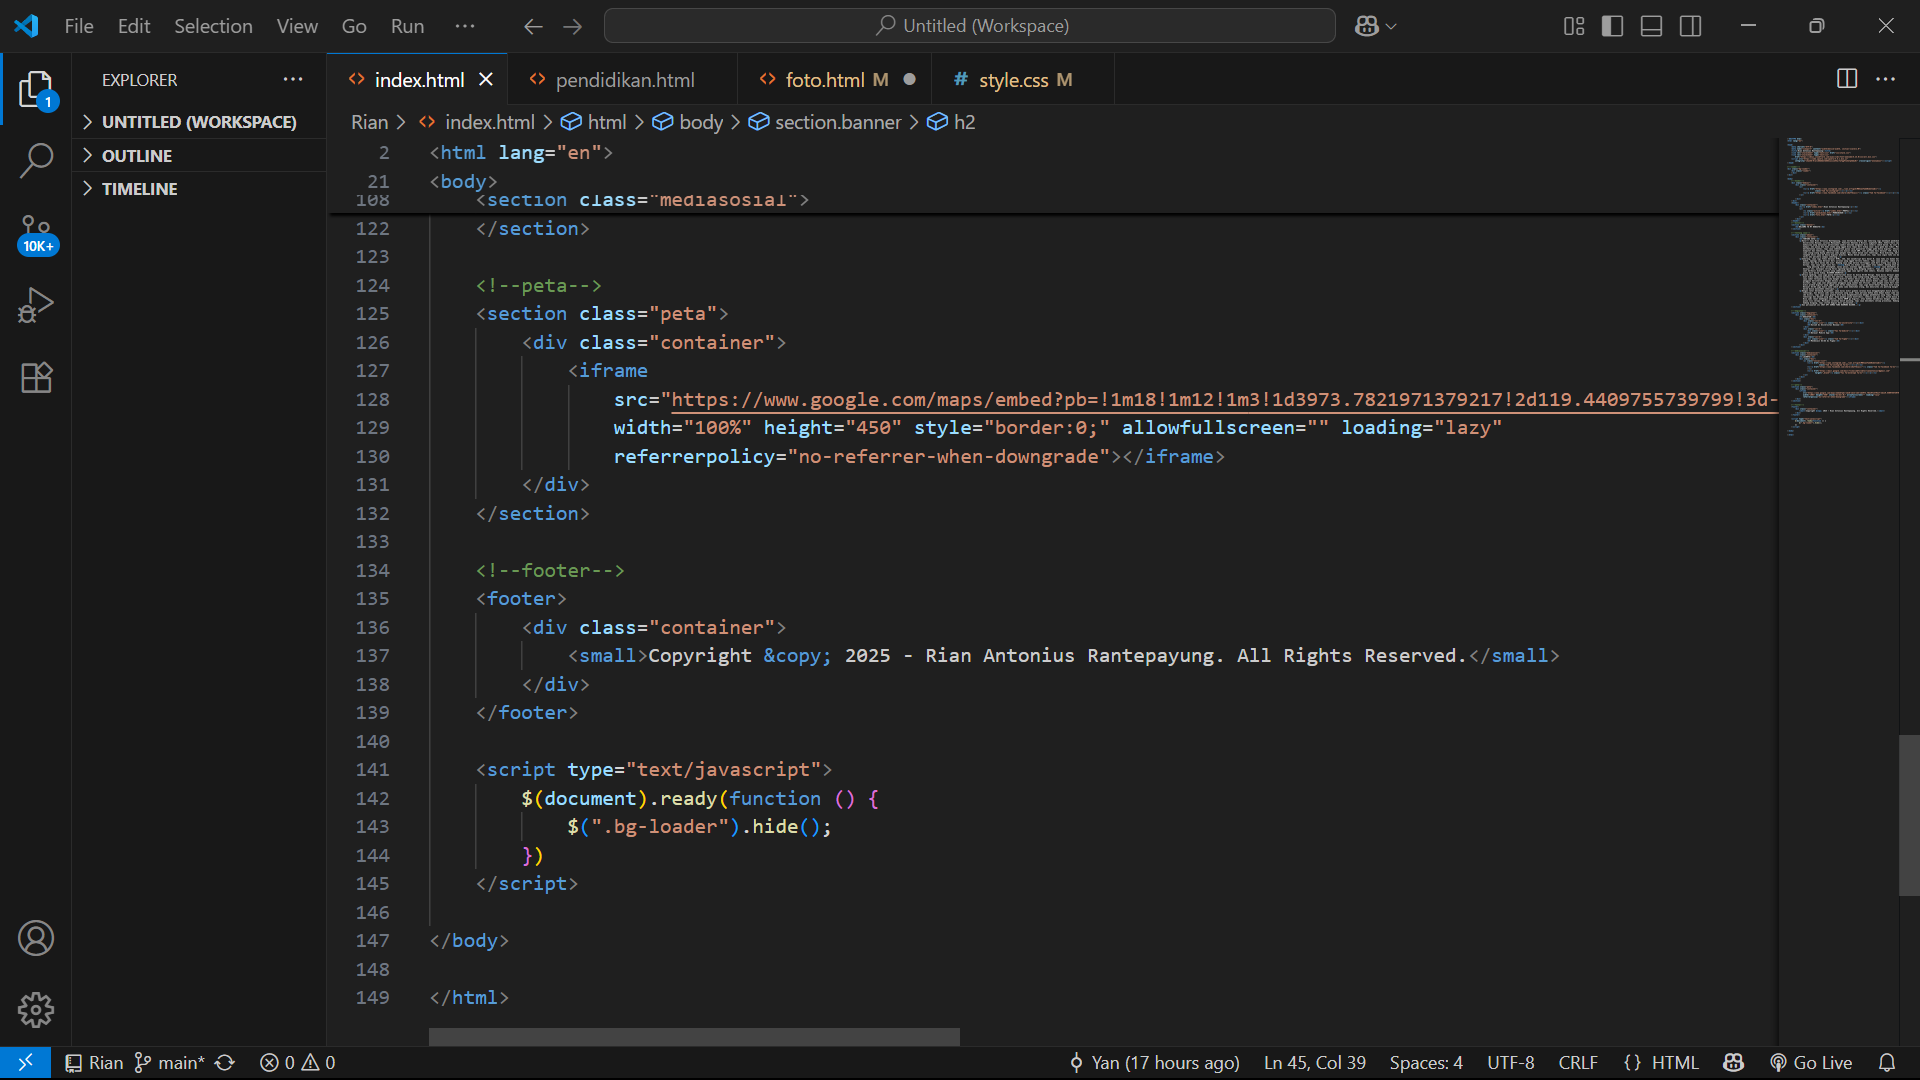 File Edit Selection View Go Run ··· Untitled (Workspace)
EXPLORER ···
index.html pendidikan.html foto.html M style.css M
UNTITLED (WORKSPACE)
OUTLINE
TIMELINE
1
10K+
Rian > index.html > html > body > section.banner > h2
2 <html lang="en">
21 <body>
108 <section class="mediasosial">
122 </section>
123
124 <!--peta-->
125 <section class="peta">
126 <div class="container">
127 <iframe
128 src="https://www.google.com/maps/embed?pb=!1m18!1m12!1m3!1d3973.7821971379217!2d119.4409755739799!3d-
129 width="100%" height="450" style="border:0;" allowfullscreen="" loading="lazy"
130 referrerpolicy="no-referrer-when-downgrade"></iframe>
131 </div>
132 </section>
133
134 <!--footer-->
135 <footer>
136 <div class="container">
137 <small>Copyright &copy; 2025 - Rian Antonius Rantepayung. All Rights Reserved.</small>
138 </div>
139 </footer>
140
141 <script type="text/javascript">
142 $(document).ready(function () {
143 $(".bg-loader").hide();
144 })
145 </script>
146
147 </body>
148
149 </html>
Rian main* 0 0 Yan (17 hours ago) Ln 45, Col 39 Spaces: 4 UTF-8 CRLF {} HTML Go Live